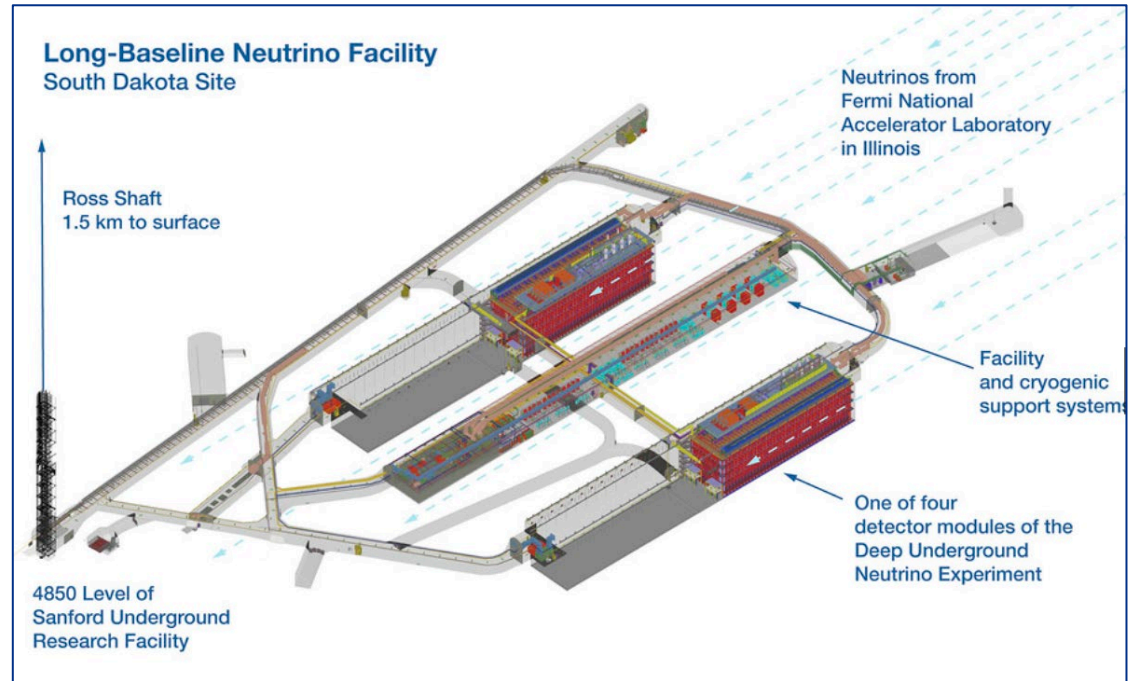 Long-Baseline Neutrino Facility
South Dakota Site
Neutrinos from
Fermi National
Accelerator Laboratory
in Illinois
Ross Shaft
1.5 km to surface
Facility
and cryogenic
support systems
One of four
detector modules of the
Deep Underground
Neutrino Experiment
4850 Level of
Sanford Underground
Research Facility